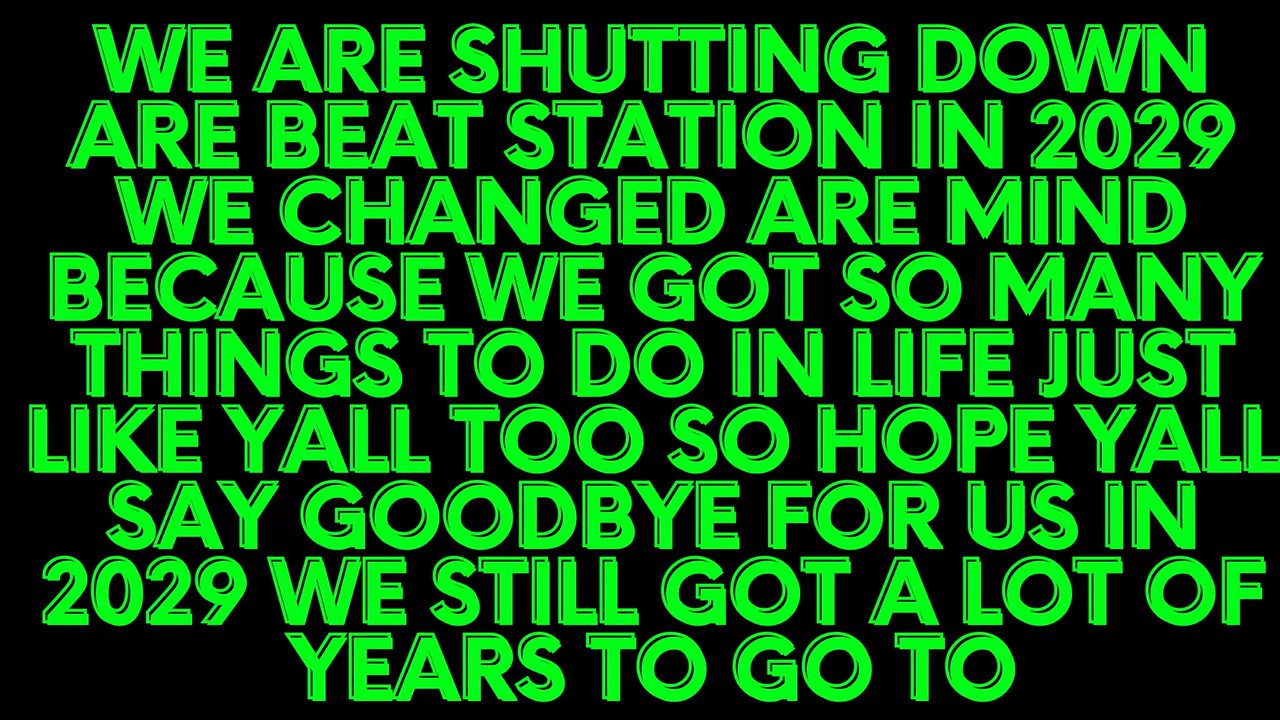 WE ARE SHUTTING DOWN
ARE BEAT STATION IN 2029
WE CHANGED ARE MIND
BECAUSE WE GOT SO MANY
THINGS TO DO IN LIFE JUST
LIKE YALL TOO SO HOPE YALL
SAY GOODBYE FOR US IN
2029 WE STILL GOT A LOT OF
YEARS TO GO TO